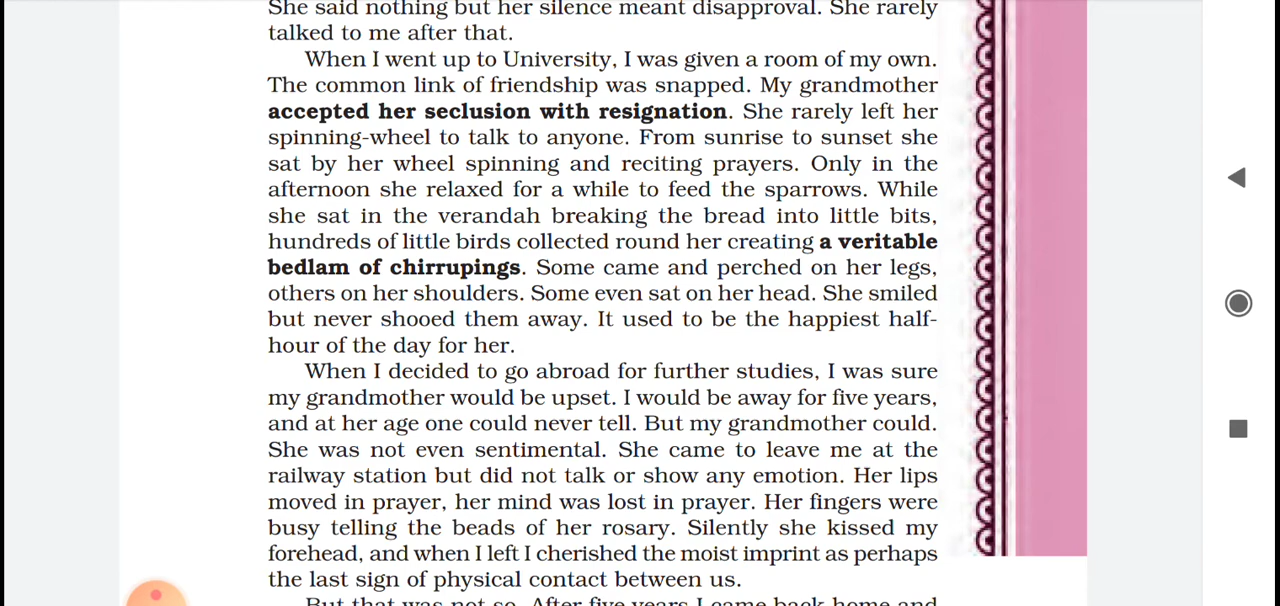 She said nothing but her silence meant disapproval. She rarely
talked to me after that.
When I went up to University, I was given a room of my own.
The common link of friendship was snapped. My grandmother
accepted her seclusion with resignation. She rarely left her
spinning-wheel to talk to anyone. From sunrise to sunset she
sat by her wheel spinning and reciting prayers. Only in the
afternoon she relaxed for a while to feed the sparrows. While
she sat in the verandah breaking the bread into little bits,
hundreds of little birds collected round her creating a veritable
bedlam of chirrupings. Some came and perched on her legs,
others on her shoulders. Some even sat on her head. She smiled
but never shooed them away. It used to be the happiest half-
hour of the day for her.
When I decided to go abroad for further studies, I was sure
my grandmother would be upset. I would be away for five years,
and at her age one could never tell. But my grandmother could.
She was not even sentimental. She came to leave me at the
railway station but did not talk or show any emotion. Her lips
moved in prayer, her mind was lost in prayer. Her fingers were
busy telling the beads of her rosary. Silently she kissed my
forehead, and when I left I cherished the moist imprint as perhaps
the last sign of physical contact between us.
But that was not so. After five years I came back home and